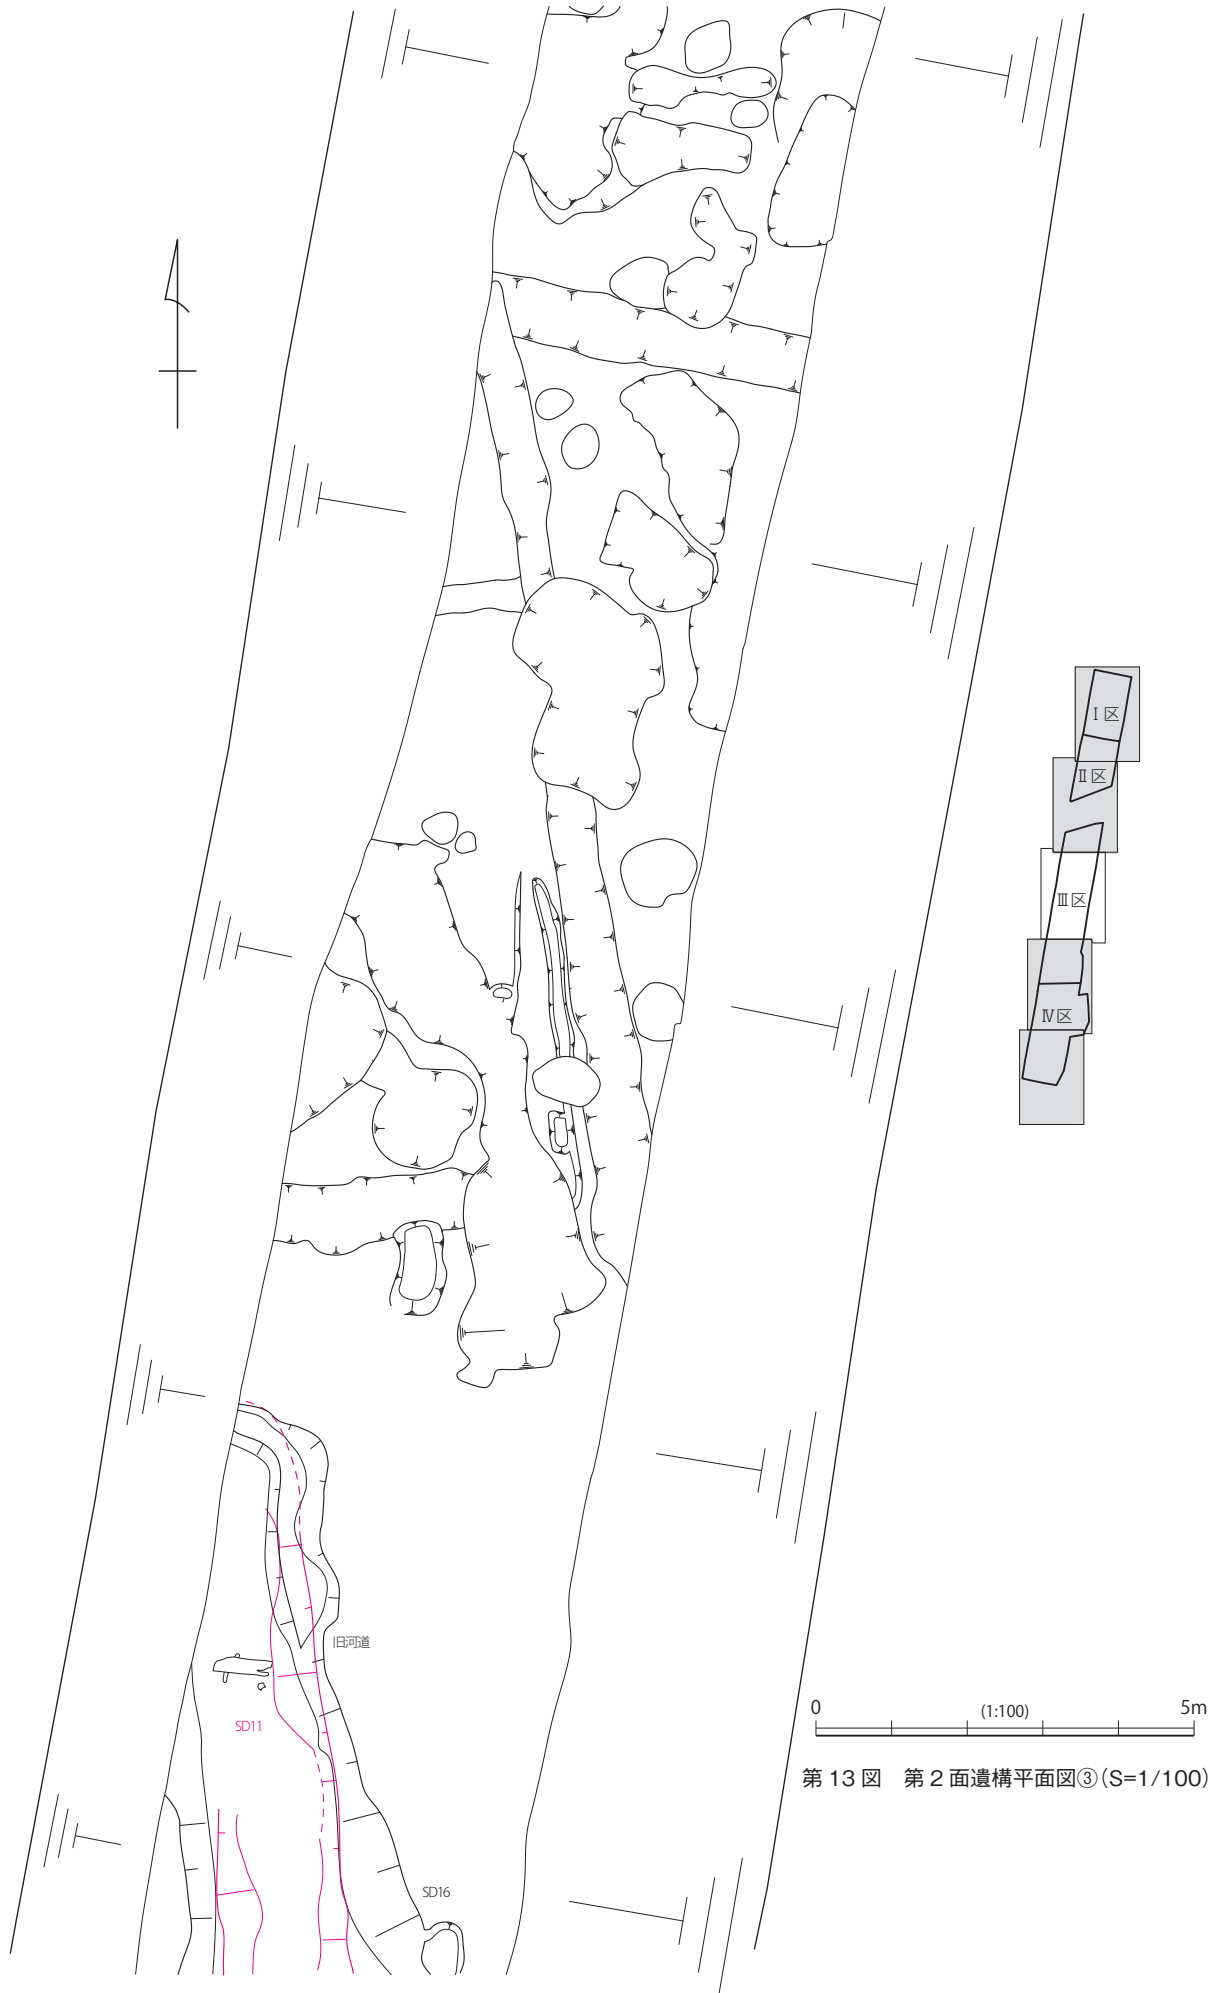 Ⅰ区
Ⅱ区
Ⅲ区
Ⅳ区
旧河道
SD11
SD16
0 (1:100) 5m
第 13 図　第 2 面遺構平面図③(S=1/100)